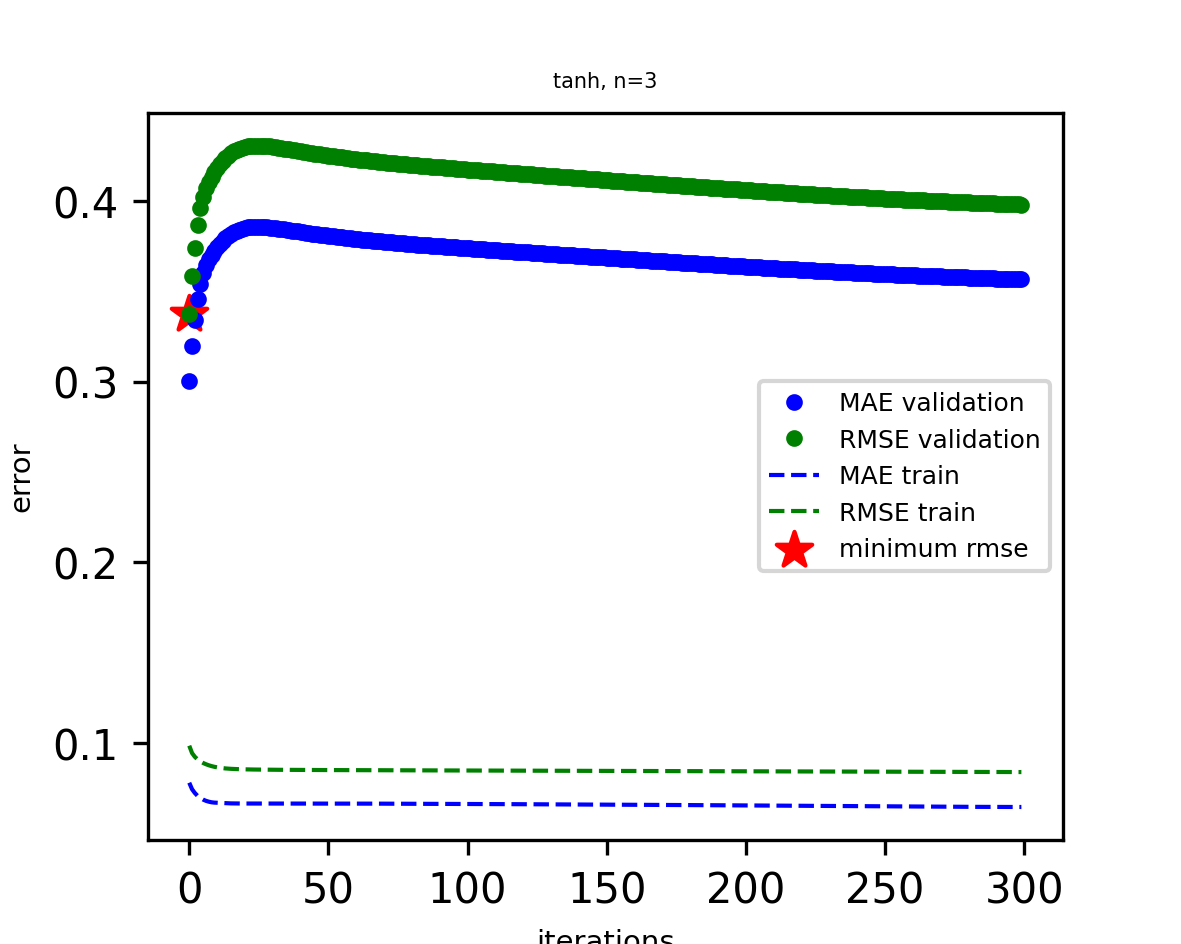 tanh, n=3
0.4
0.3
0.2
0.1
error
MAE validation
RMSE validation
MAE train
RMSE train
minimum rmse
0 50 100 150 200 250 300
iterations